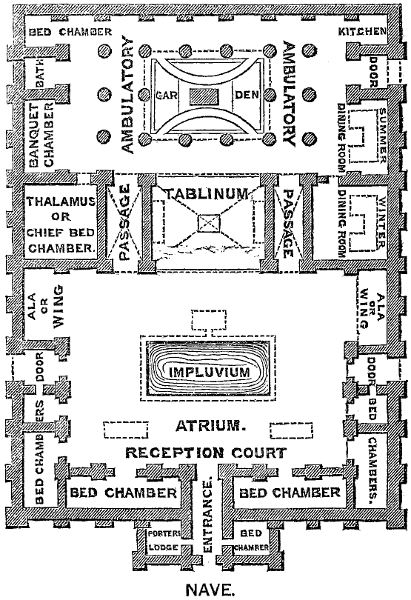 BED CHAMBER
KITCHEN
BATH
AMBULATORY
GAR DEN
AMBULATORY
DOOR
BANQUET
CHAMBER
SUMMER
DINING ROOM
THALAMUS
OR
CHIEF BED
CHAMBER.
PASSAGE
TABLINUM
PASSAGE
WINTER
DINING ROOM
ALA
OR
WING
ALA
OR
WING
IMPLUVIUM
DOOR
DOOR
BED CHAMBERS
BED
CHAMBERS.
ATRIUM.
RECEPTION COURT
BED CHAMBER
ENTRANCE.
BED CHAMBER
PORTERS
LODGE
BED
CHAMBER
NAVE.